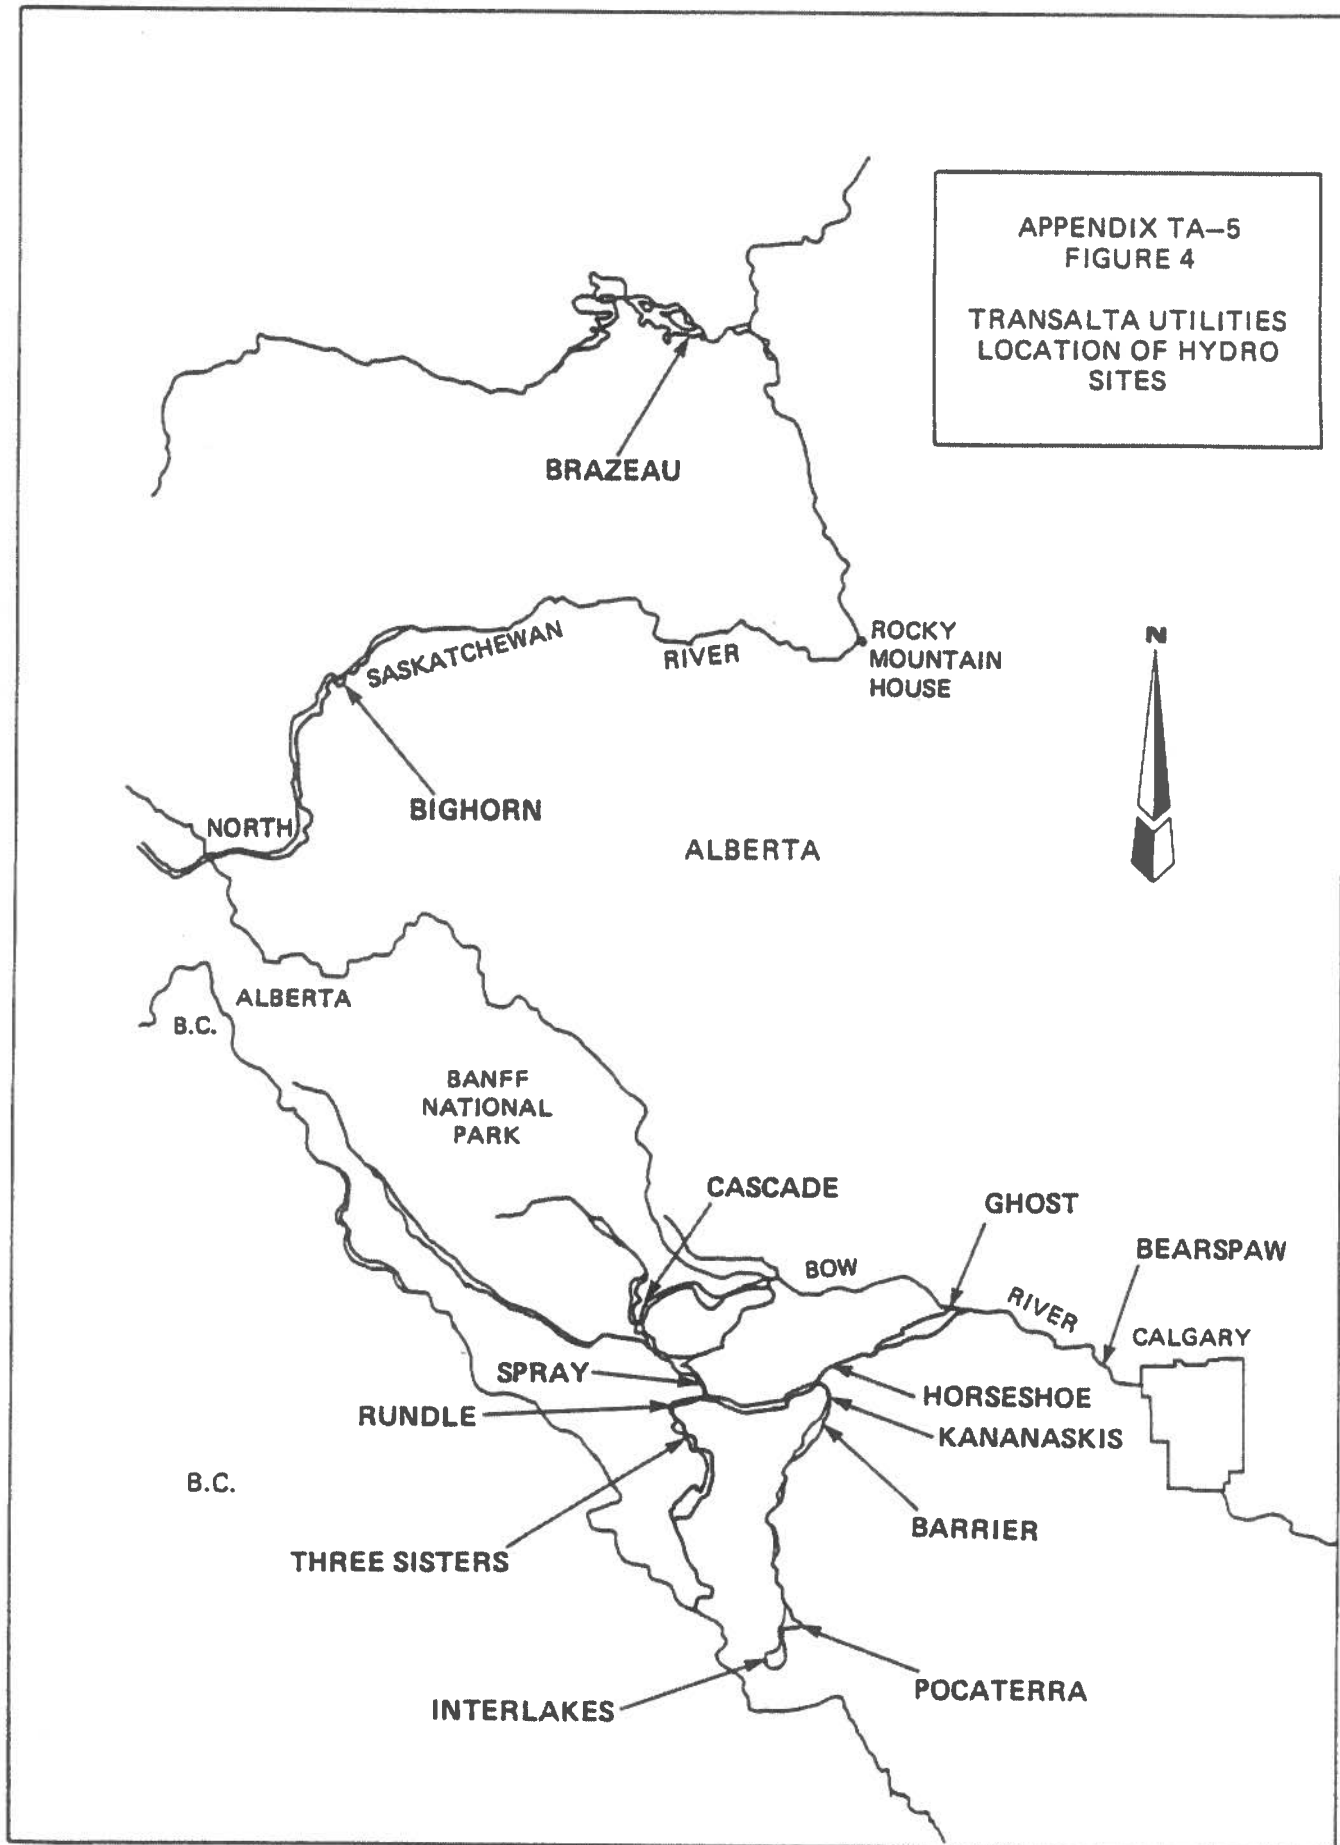 APPENDIX TA–5
FIGURE 4
TRANSALTA UTILITIES
LOCATION OF HYDRO
SITES
BRAZEAU
ROCKY
MOUNTAIN
HOUSE
N
SASKATCHEWAN
RIVER
BIGHORN
NORTH
ALBERTA
ALBERTA
B.C.
BANFF
NATIONAL
PARK
CASCADE
GHOST
BEARSPAW
BOW
RIVER
CALGARY
SPRAY
HORSESHOE
RUNDLE
KANANASKIS
B.C.
BARRIER
THREE SISTERS
POCATERRA
INTERLAKES